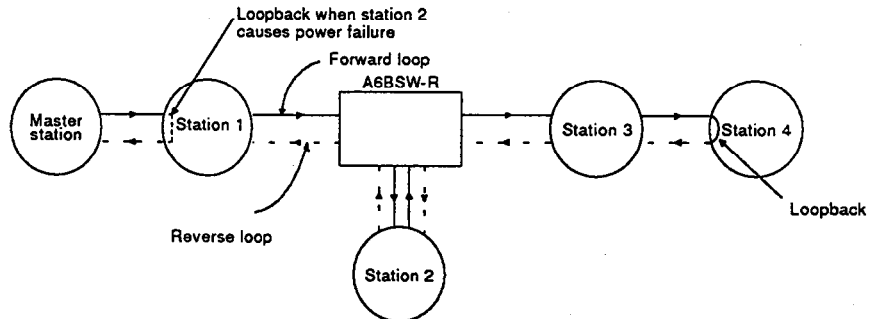 Loopback when station 2
causes power failure
Forward loop
A6BSW-R
Master
station
Station 1
Station 3
Station 4
Loopback
Reverse loop
Station 2